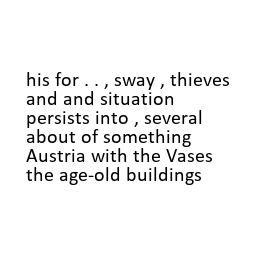 his for . . , sway , thieves
and and situation
persists into , several
about of something
Austria with the Vases
the age-old buildings